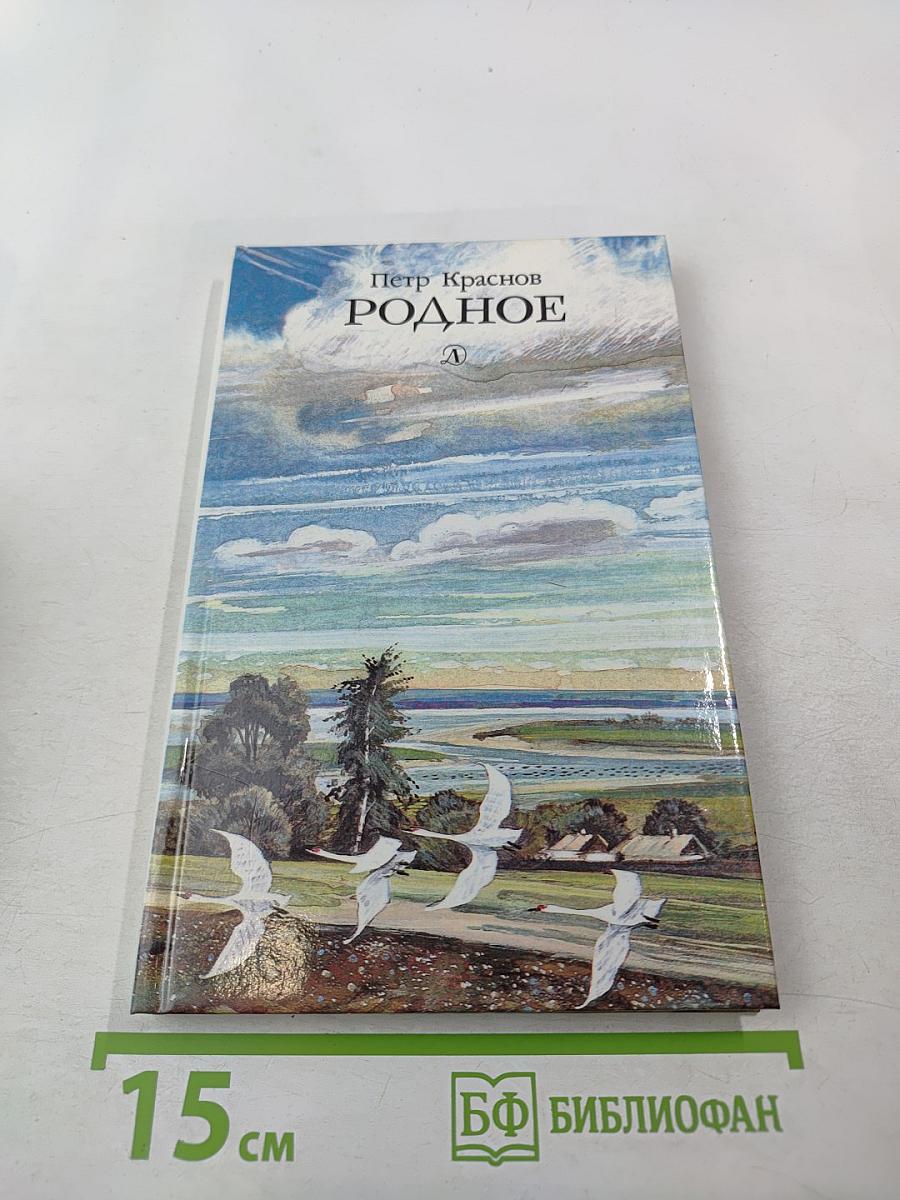 Петр Краснов
РОДНОЕ
Д
15 см
БФ БИБЛИОФАН